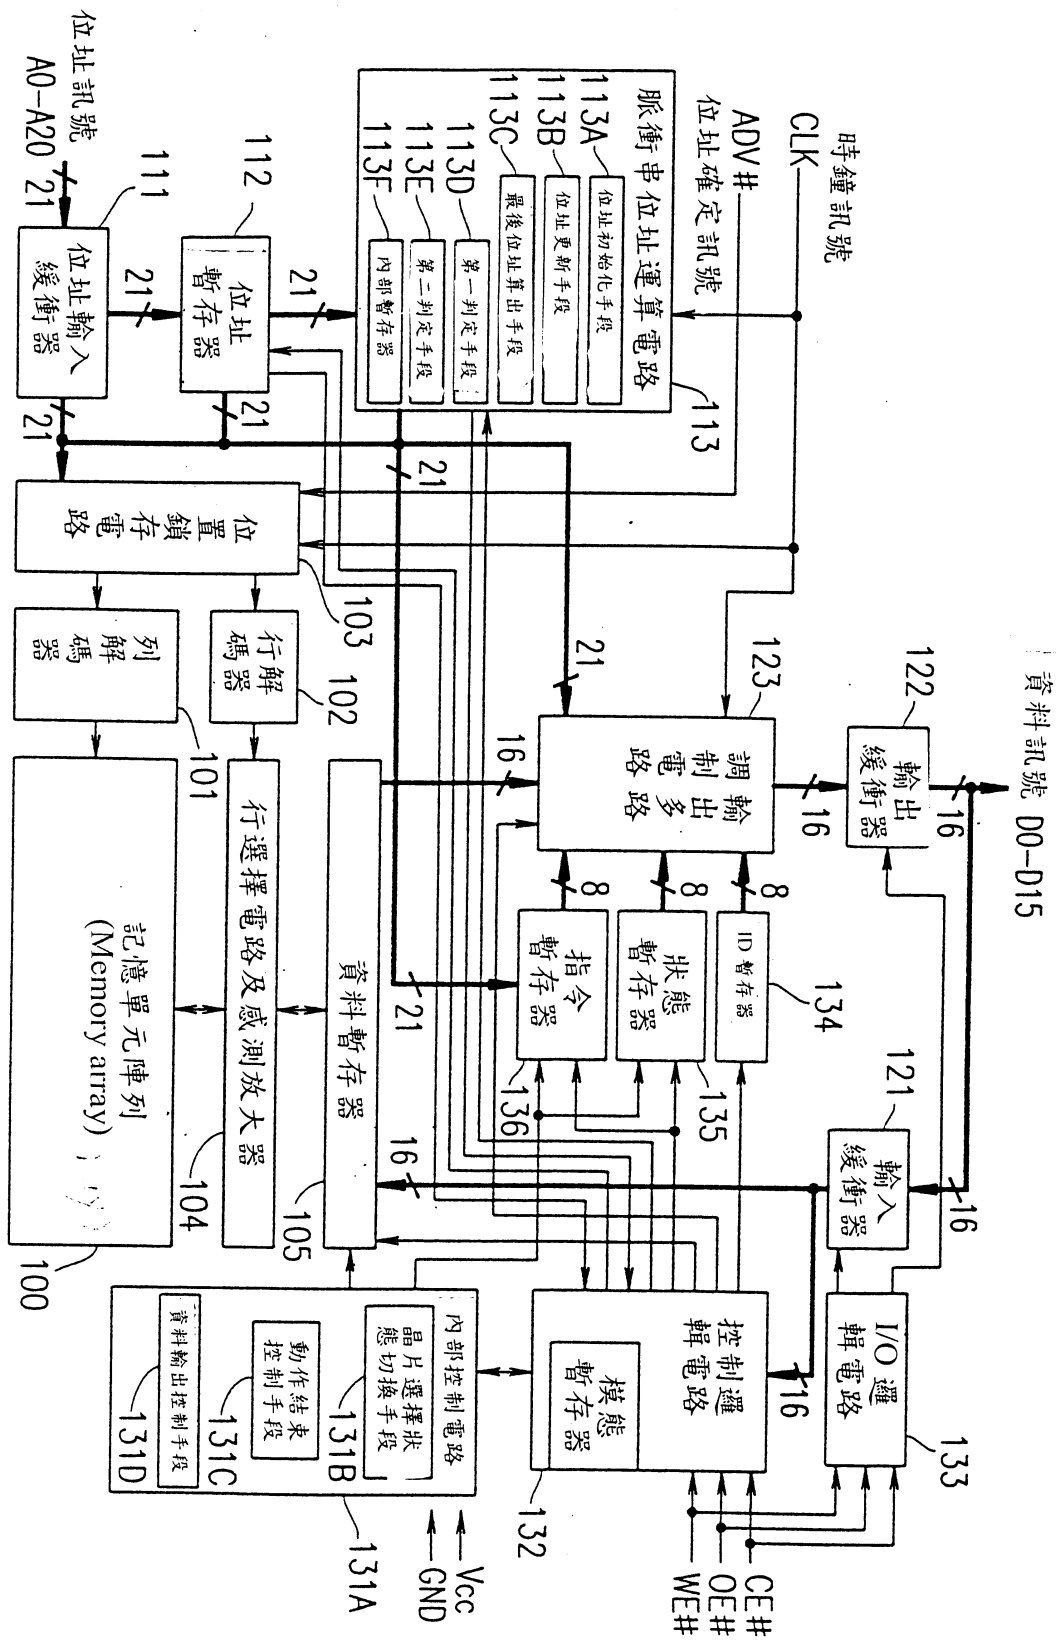 時鐘訊號
CLK
ADV#
位址確定訊號
脈衝串位址運算電路
113
113A
位址初始化手段
113B
位址更新手段
113C
最後位址算出手段
113D
第一判定手段
113E
第二判定手段
113F
內部暫存器
112
位址
暫存器
21
21
21
111
位址輸入
緩衝器
21
21
位址訊號
A0-A20
21
位置
鎖存電路
103
行解
碼器
102
列解碼器
101
行選擇電路及感測放大器
104
記憶單元陣列
(Memory array)
100
資料暫存器
105
資料訊號 D0-D15
122
輸出
緩衝器
16
16
123
調輸
制出
電多
路路
21
16
8
8
8
ID暫存器
134
狀態
暫存器
135
指令
暫存器
136
21
121
輸入
緩衝器
16
16
16
I/O邏
輯電路
133
控制邏
輯電路
模態
暫存器
132
內部控制電路
晶片選擇狀
態切換手段
131B
動作結束
控制手段
131C
資料輸出控制手段
131D
131A
CE#
OE#
WE#
Vcc
GND